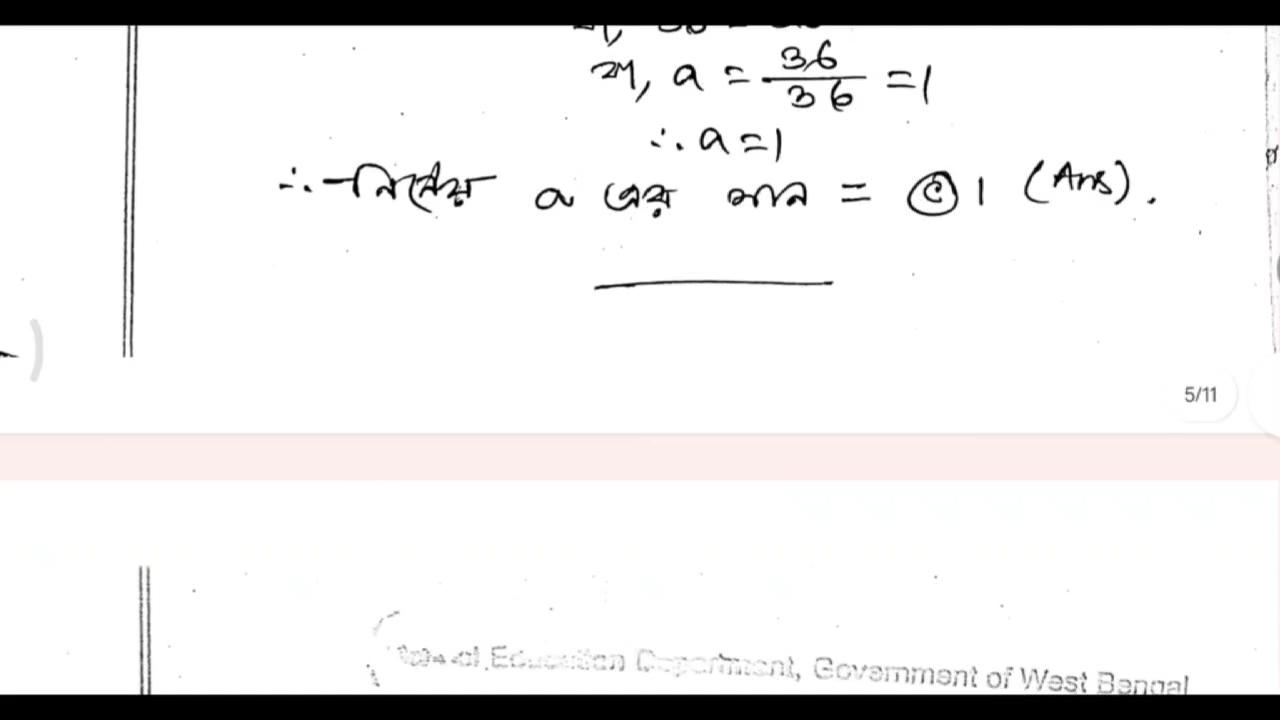 বা, a = 36/36 = 1
∴ a = 1
∴ নির্ণেয় a এর মান = ⓒ 1 (Ans).
5/11
Education Department, Government of West Bengal